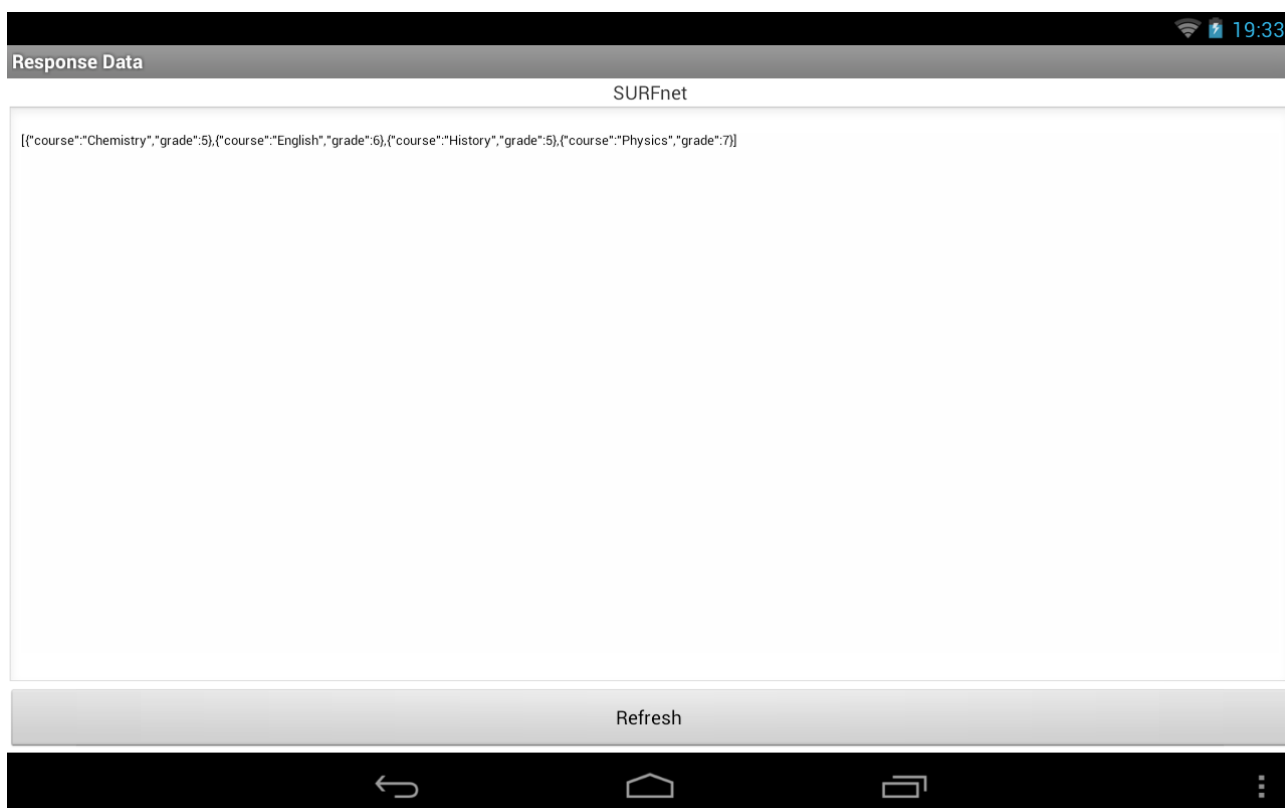 19:33
Response Data
SURFnet
[{"course":"Chemistry","grade":5},{"course":"English","grade":6},{"course":"History","grade":5},{"course":"Physics","grade":7}]
Refresh